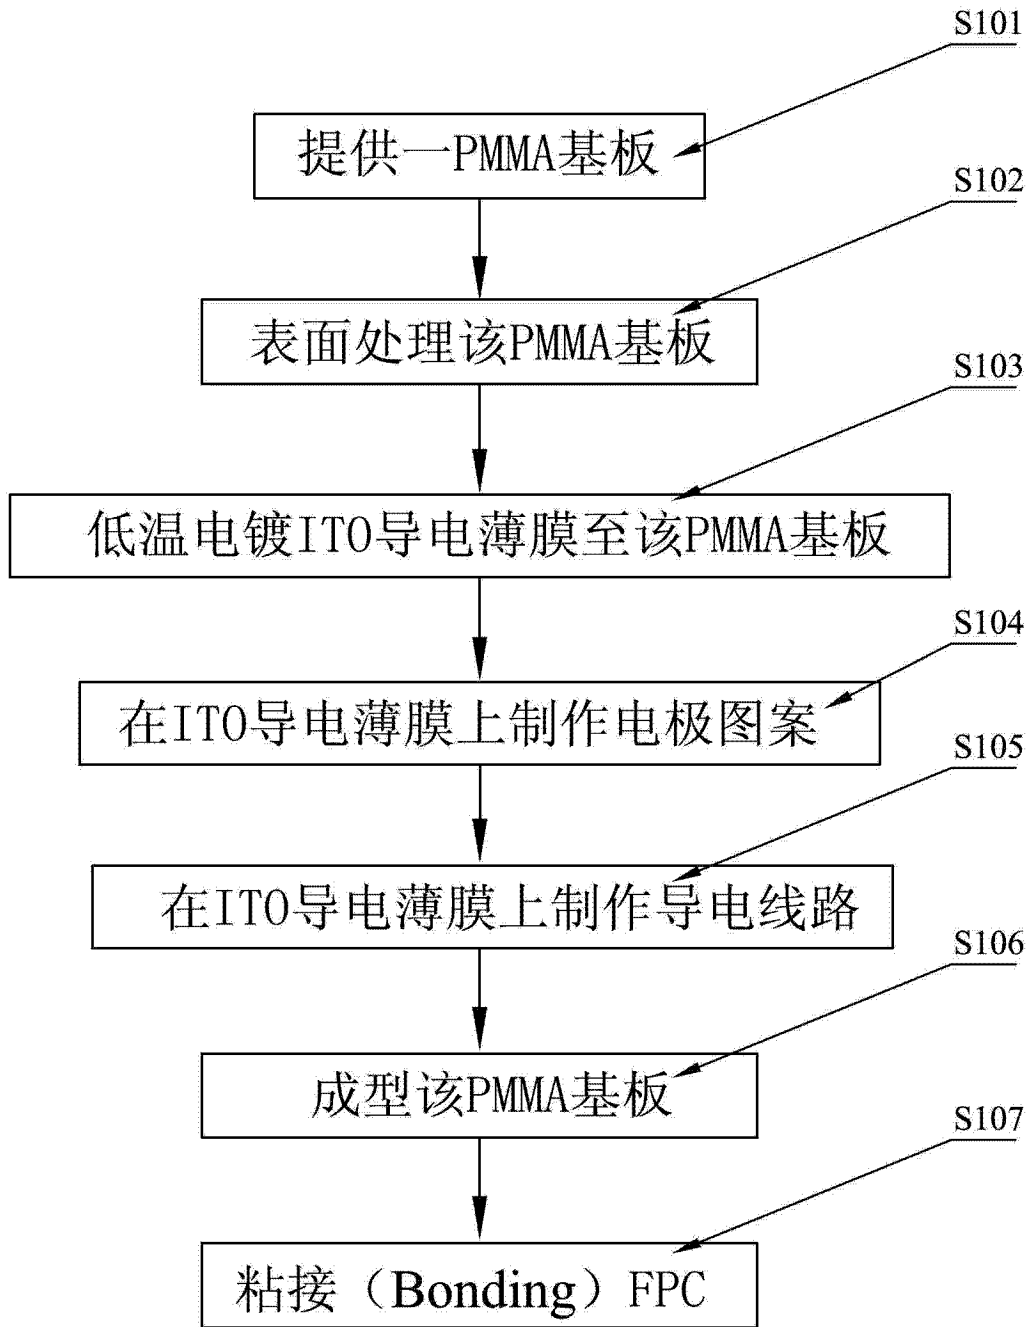 S101
提供一PMMA基板
S102
表面处理该PMMA基板
S103
低温电镀ITO导电薄膜至该PMMA基板
S104
在ITO导电薄膜上制作电极图案
S105
在ITO导电薄膜上制作导电线路
S106
成型该PMMA基板
S107
粘接（Bonding）FPC